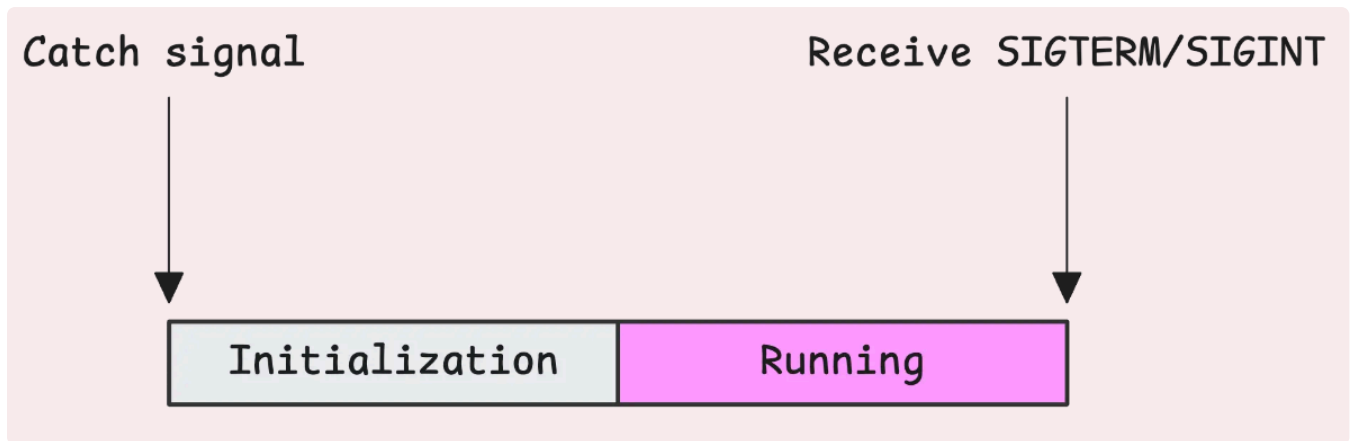 Catch signal
Receive SIGTERM/SIGINT
Initialization
Running